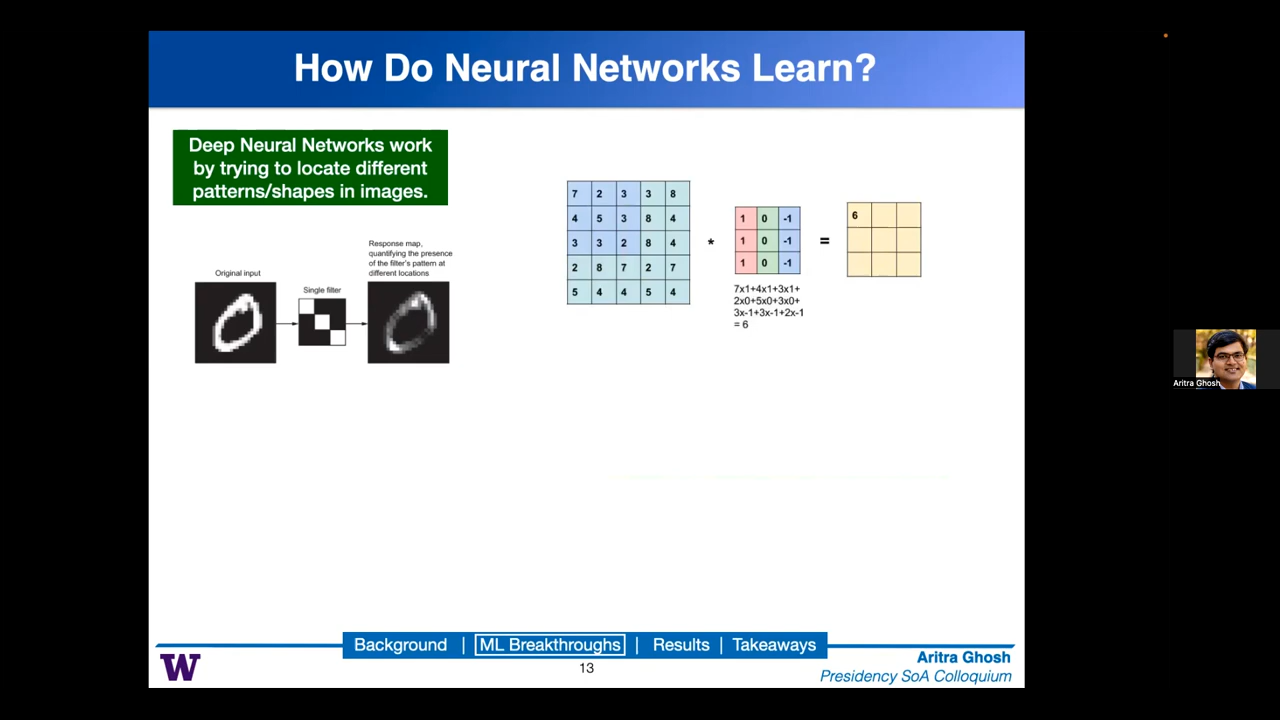 How Do Neural Networks Learn?
Deep Neural Networks work
by trying to locate different
patterns/shapes in images.
Original input
Single filter
Response map,
quantifying the presence
of the filter's pattern at
different locations
7 2 3 3 8
4 5 3 8 4
3 3 2 8 4
2 8 7 2 7
5 4 4 5 4
*
1 0 -1
1 0 -1
1 0 -1
=
6
7x1+4x1+3x1+
2x0+5x0+3x0+
3x-1+3x-1+2x-1
= 6
Aritra Ghosh
Background | ML Breakthroughs | Results | Takeaways
13
W
Aritra Ghosh
Presidency SoA Colloquium